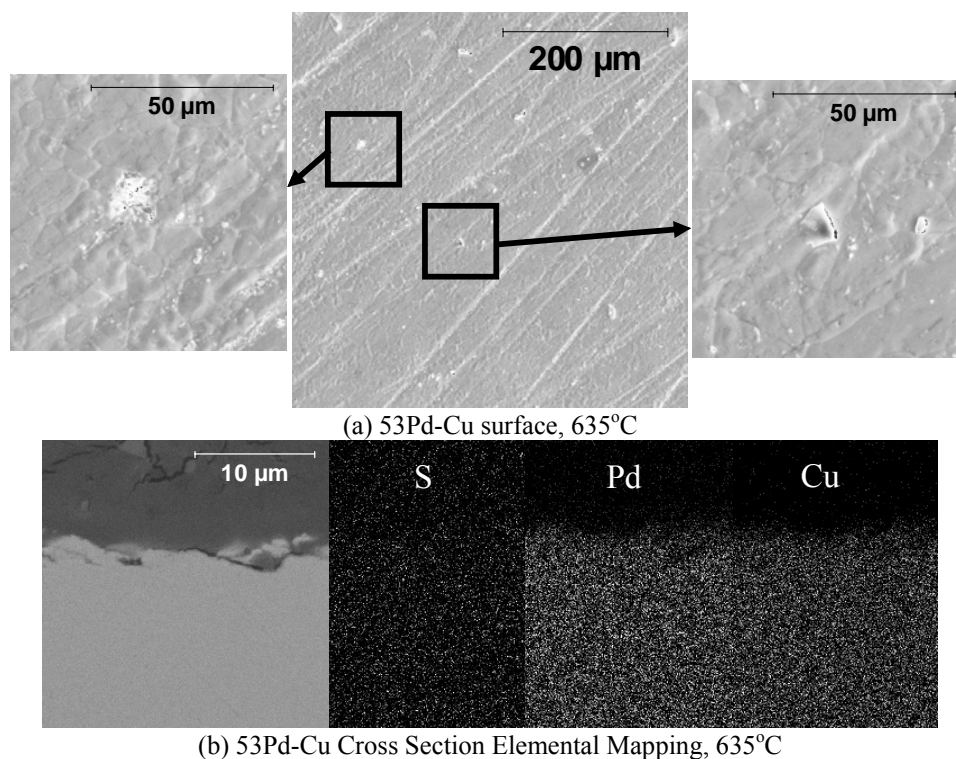 50 µm
200 µm
50 µm
(a) 53Pd-Cu surface, 635°C
10 µm
S
Pd
Cu
(b) 53Pd-Cu Cross Section Elemental Mapping, 635°C